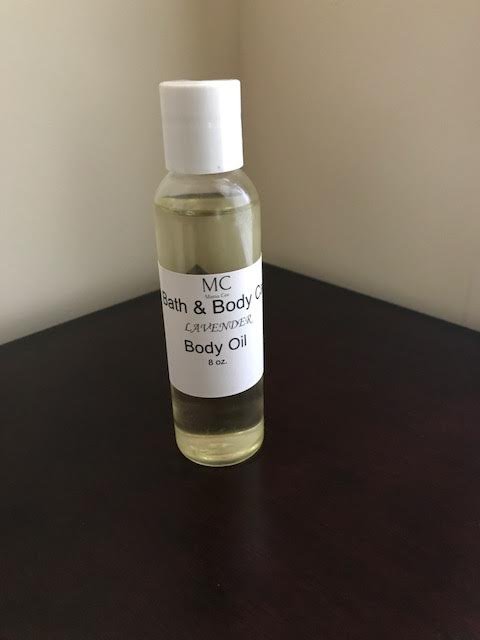 MC
Bath & Body C
LAVENDER
Body Oil
8 oz.